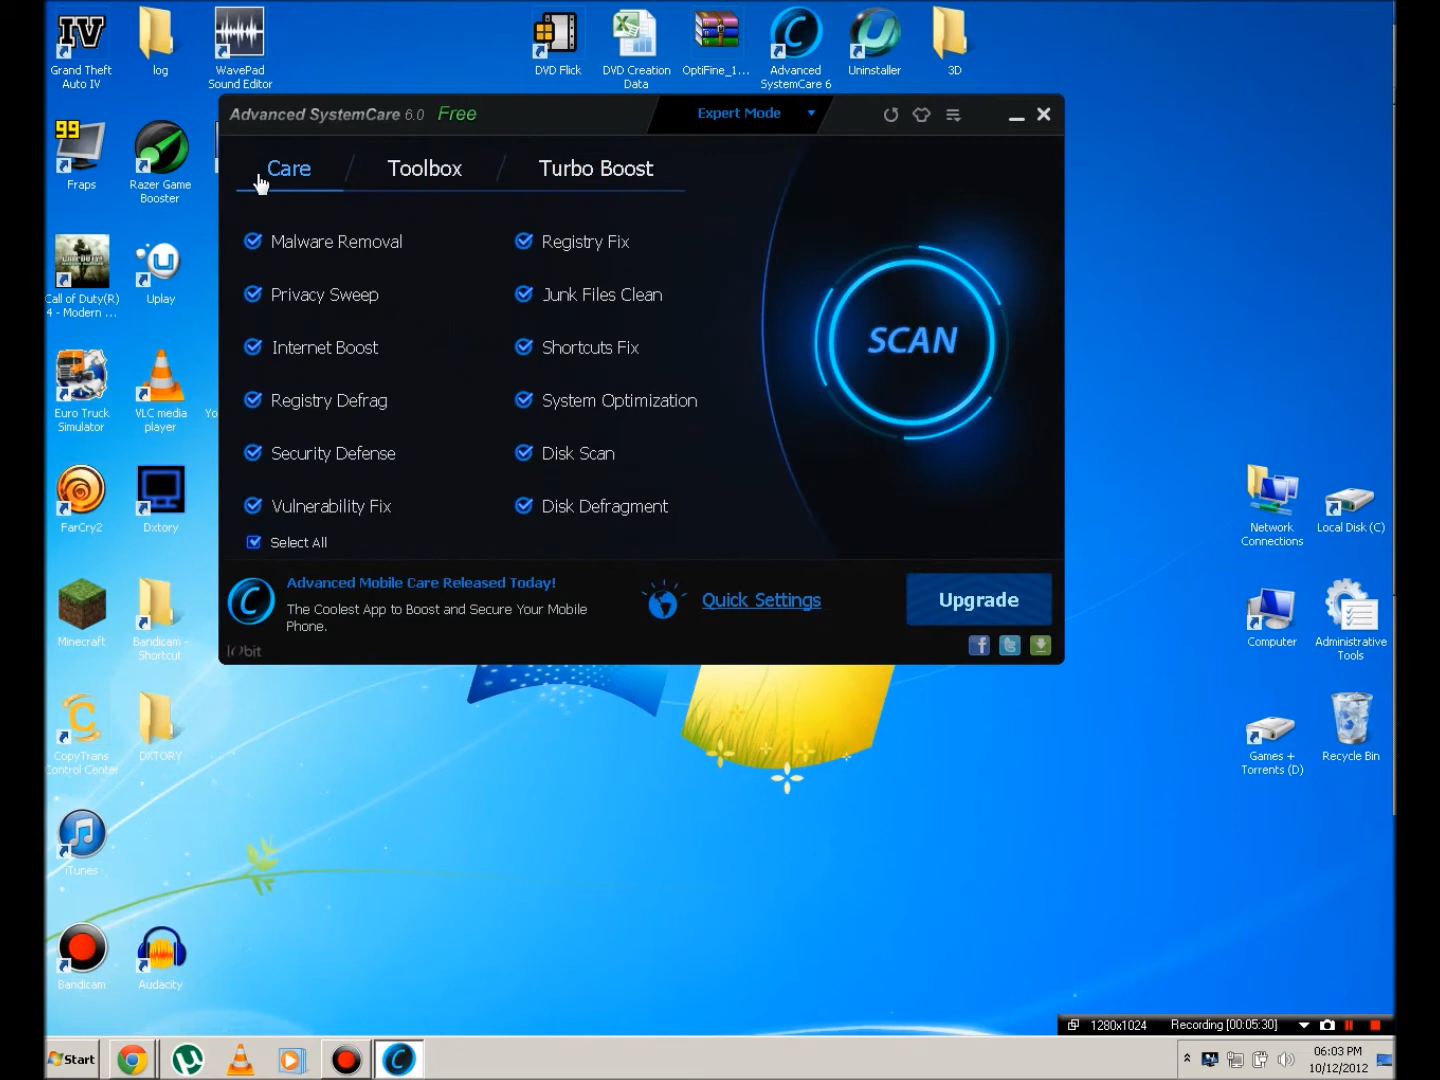 Grand Theft
Auto IV
log
WavePad
Sound Editor
DVD Flick
DVD Creation
Data
OptiFine_1...
Advanced
SystemCare 6
Uninstaller
3D
Advanced SystemCare 6.0 Free
Expert Mode
Care
Toolbox
Turbo Boost
99
Fraps
Razer Game
Booster
Malware Removal
Registry Fix
Privacy Sweep
Junk Files Clean
Internet Boost
Shortcuts Fix
Registry Defrag
System Optimization
Security Defense
Disk Scan
Vulnerability Fix
Disk Defragment
Select All
SCAN
Call of Duty(R)
4 - Modern ...
Uplay
Euro Truck
Simulator
VLC media
player
Yo
FarCry2
Dxtory
Network
Connections
Local Disk (C)
Advanced Mobile Care Released Today!
The Coolest App to Boost and Secure Your Mobile
Phone.
Quick Settings
Upgrade
IObit
Minecraft
Bandicam -
Shortcut
Computer
Administrative
Tools
CopyTrans
Control Center
DXTORY
Games +
Torrents (D)
Recycle Bin
iTunes
Bandicam
Audacity
1280x1024
Recording [00:05:30]
Start
06:03 PM
10/12/2012